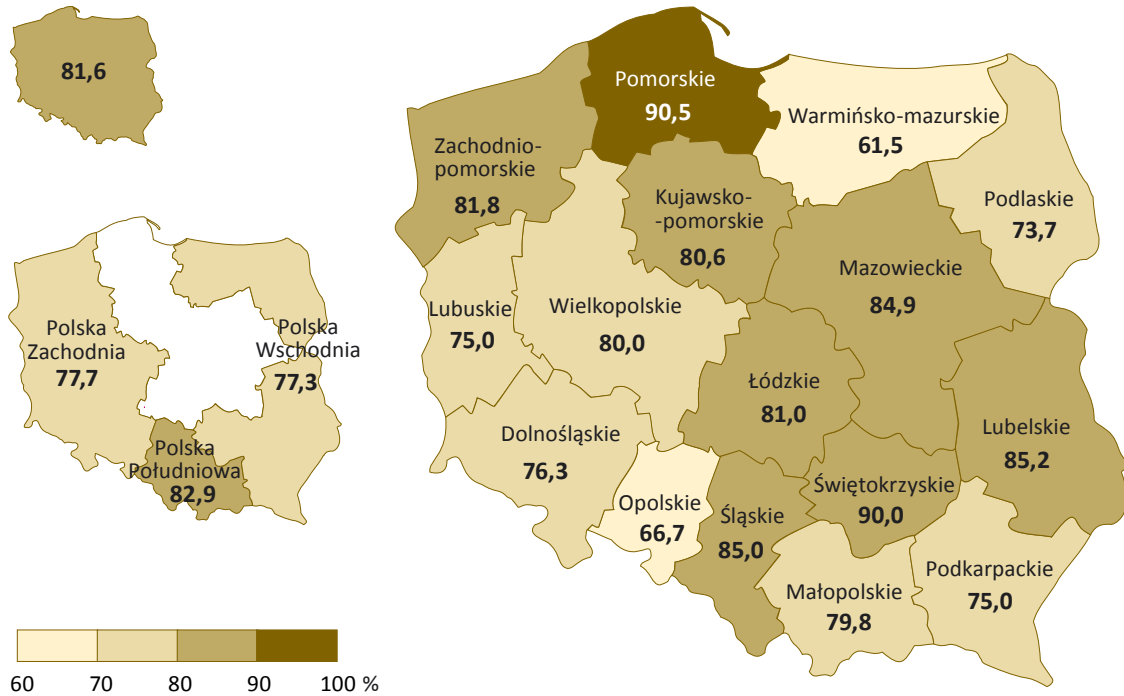 81,6
Polska
Zachodnia
77,7
Polska
Wschodnia
77,3
Polska
Południowa
82,9
Pomorskie
90,5
Warmińsko-mazurskie
61,5
Zachodnio-
pomorskie
81,8
Kujawsko-
-pomorskie
80,6
Podlaskie
73,7
Mazowieckie
84,9
Lubuskie
75,0
Wielkopolskie
80,0
Łódzkie
81,0
Lubelskie
85,2
Dolnośląskie
76,3
Opolskie
66,7
Śląskie
85,0
Świętokrzyskie
90,0
Małopolskie
79,8
Podkarpackie
75,0
60 70 80 90 100 %